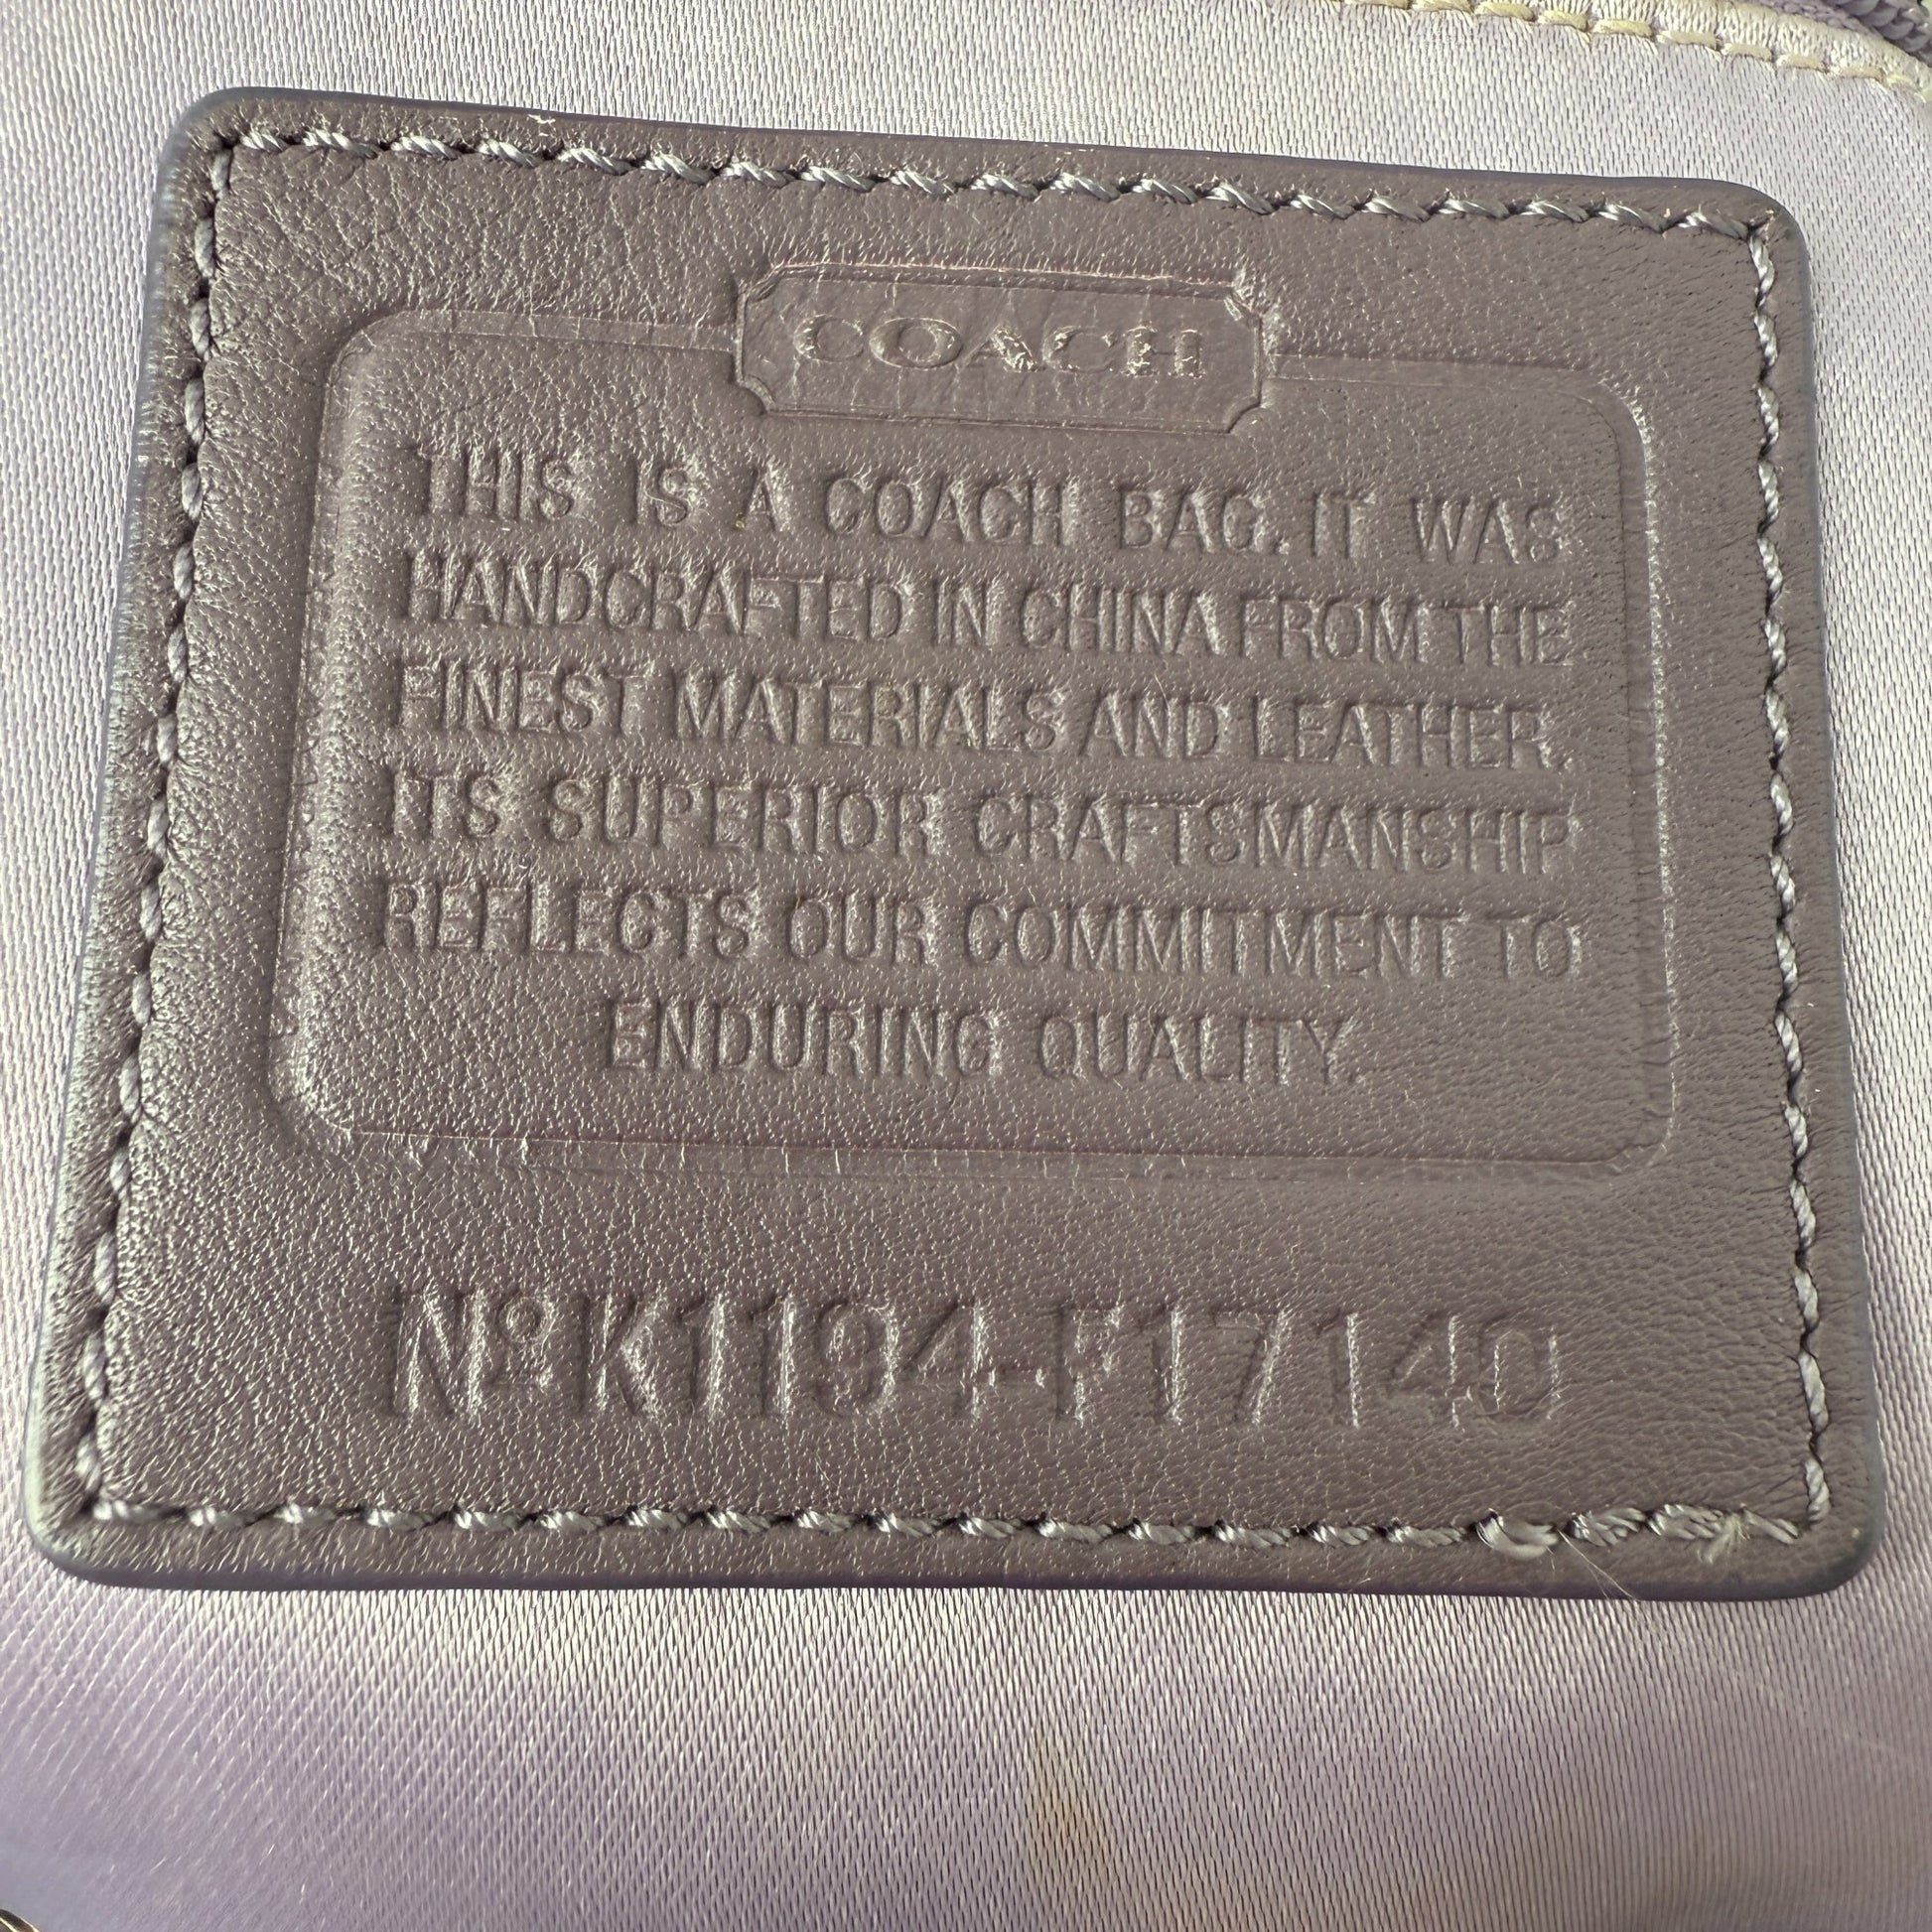 COACH
THIS IS A COACH BAG. IT WAS
HANDCRAFTED IN CHINA FROM THE
FINEST MATERIALS AND LEATHER.
ITS SUPERIOR CRAFTSMANSHIP
REFLECTS OUR COMMITMENT TO
ENDURING QUALITY.
Nº K1194-F17140